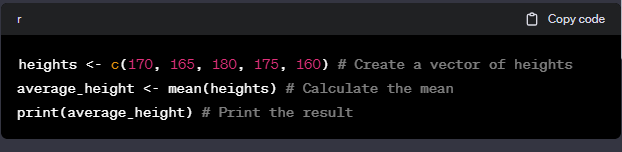 r Copy code
heights <- c(170, 165, 180, 175, 160) # Create a vector of heights
average_height <- mean(heights) # Calculate the mean
print(average_height) # Print the result